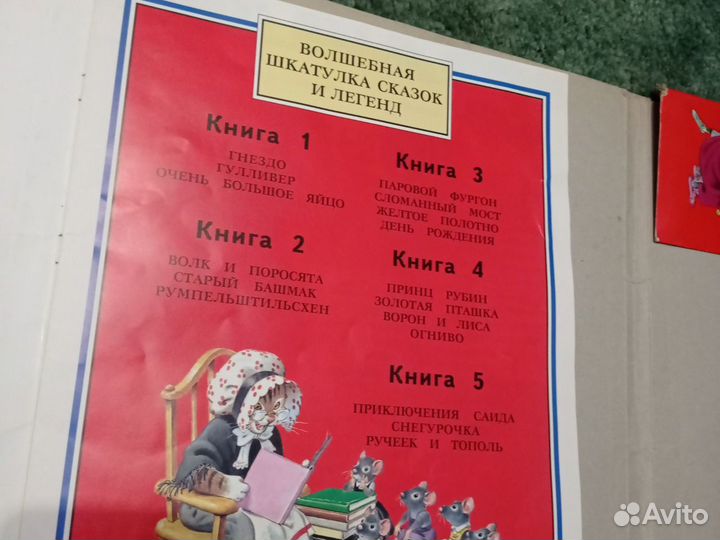 ВОЛШЕБНАЯ
ШКАТУЛКА СКАЗОК
И ЛЕГЕНД
Книга 1
ГНЕЗДО
ГУЛЛИВЕР
ОЧЕНЬ БОЛЬШОЕ ЯЙЦО
Книга 2
ВОЛК И ПОРОСЯТА
СТАРЫЙ БАШМАК
РУМПЕЛЬШТИЛЬСХЕН
Книга 3
ПАРОВОЙ ФУРГОН
СЛОМАННЫЙ МОСТ
ЖЕЛТОЕ ПОЛОТНО
ДЕНЬ РОЖДЕНИЯ
Книга 4
ПРИНЦ РУБИН
ЗОЛОТАЯ ПТАШКА
ВОРОН И ЛИСА
ОГНИВО
Книга 5
ПРИКЛЮЧЕНИЯ САИДА
СНЕГУРОЧКА
РУЧЕЕК И ТОПОЛЬ
Avito